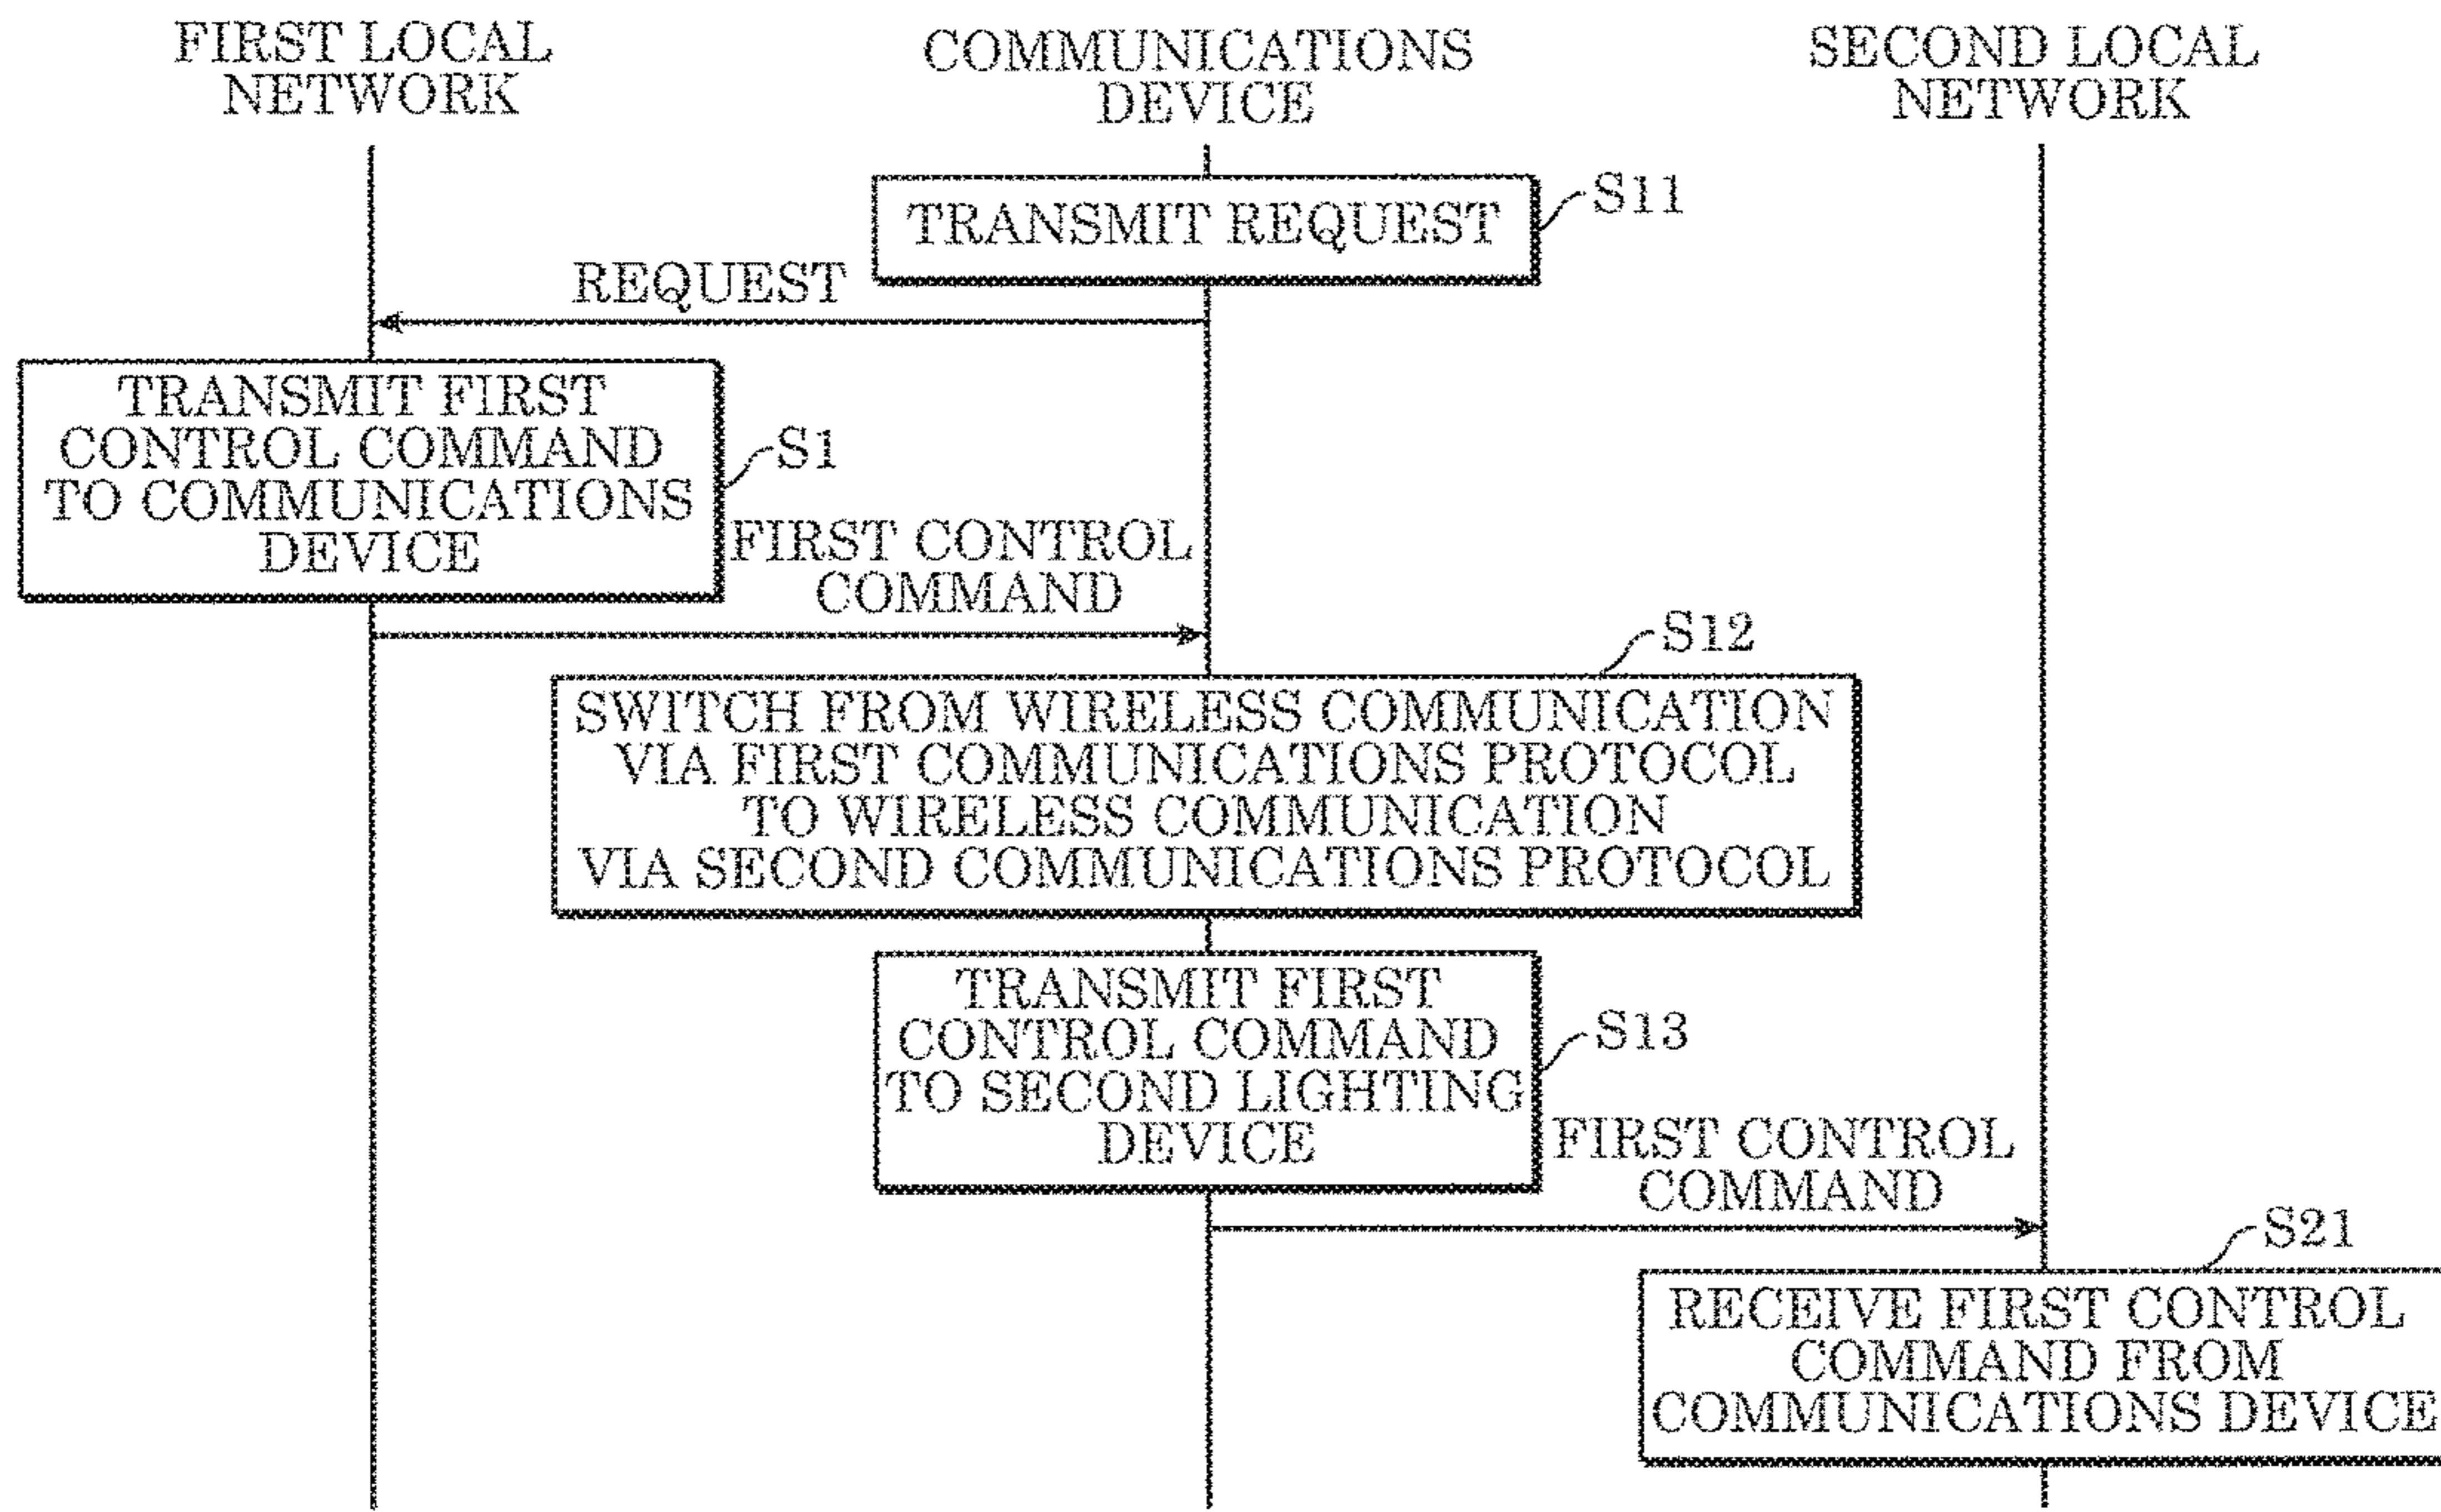 FIRST LOCAL
NETWORK
COMMUNICATIONS
DEVICE
SECOND LOCAL
NETWORK
TRANSMIT REQUEST
S11
REQUEST
TRANSMIT FIRST
CONTROL COMMAND
TO COMMUNICATIONS
DEVICE
S1
FIRST CONTROL
COMMAND
S12
SWITCH FROM WIRELESS COMMUNICATION
VIA FIRST COMMUNICATIONS PROTOCOL
TO WIRELESS COMMUNICATION
VIA SECOND COMMUNICATIONS PROTOCOL
TRANSMIT FIRST
CONTROL COMMAND
TO SECOND LIGHTING
DEVICE
S13
FIRST CONTROL
COMMAND
S21
RECEIVE FIRST CONTROL
COMMAND FROM
COMMUNICATIONS DEVICE